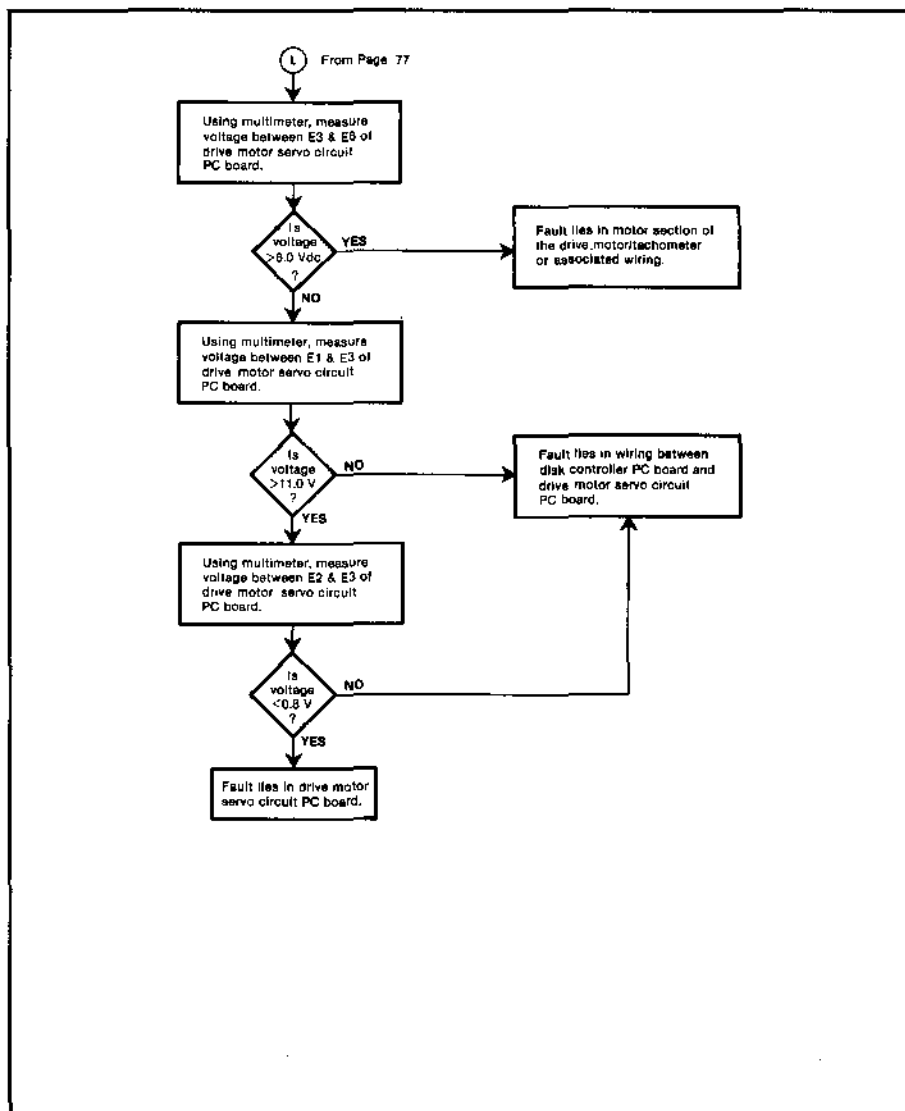 L From Page 77
Using multimeter, measure
voltage between E3 & E6 of
drive motor servo circuit
PC board.
Is
voltage
>6.0 Vdc
?
YES
Fault lies in motor section of
the drive motor/tachometer
or associated wiring.
NO
Using multimeter, measure
voltage between E1 & E3 of
drive motor servo circuit
PC board.
Is
voltage
>11.0 V
?
NO
Fault lies in wiring between
disk controller PC board and
drive motor servo circuit
PC board.
YES
Using multimeter, measure
voltage between E2 & E3 of
drive motor servo circuit
PC board.
Is
voltage
<0.8 V
?
NO
YES
Fault lies in drive motor
servo circuit PC board.